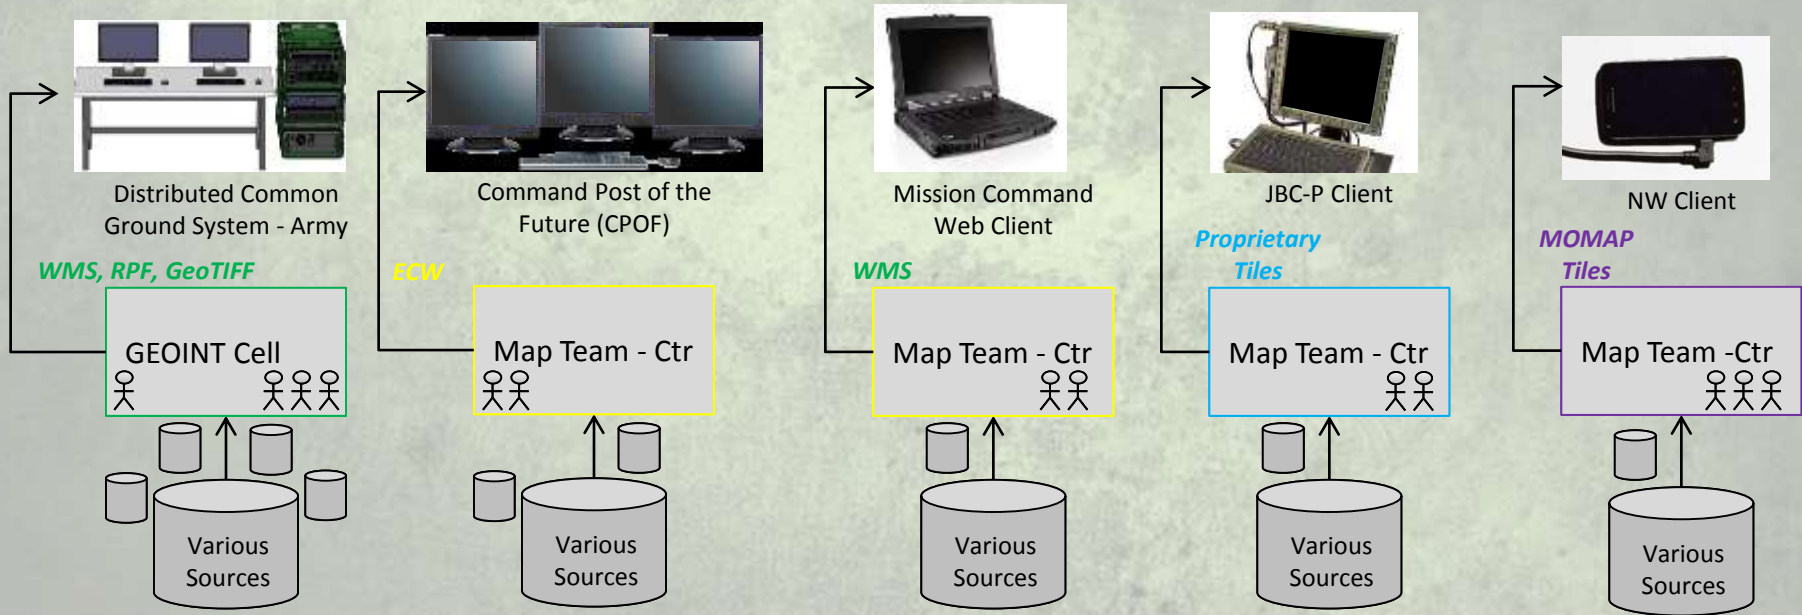 Distributed Common
Ground System - Army
WMS, RPF, GeoTIFF
GEOINT Cell
Various
Sources
Command Post of the
Future (CPOF)
ECW
Map Team - Ctr
Various
Sources
Mission Command
Web Client
WMS
Map Team - Ctr
Various
Sources
JBC-P Client
Proprietary
Tiles
Map Team - Ctr
Various
Sources
NW Client
MOMAP
Tiles
Map Team -Ctr
Various
Sources